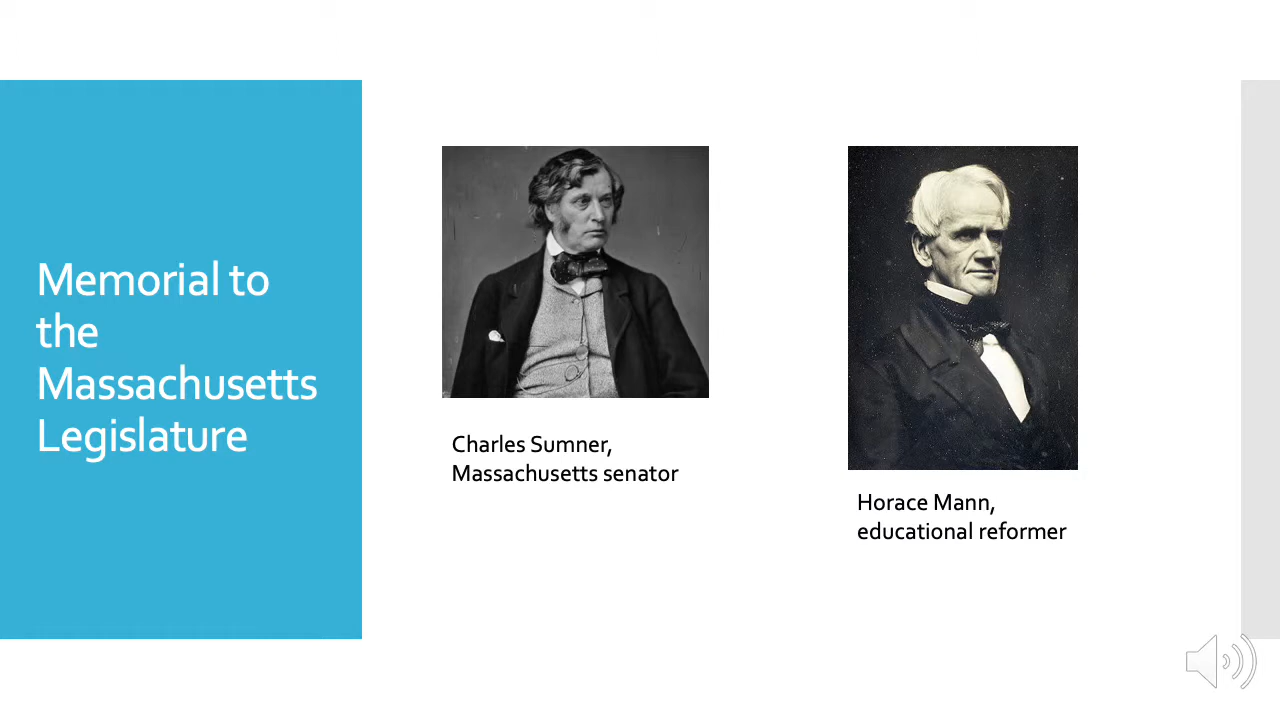 Memorial to
the
Massachusetts
Legislature
Charles Sumner,
Massachusetts senator
Horace Mann,
educational reformer